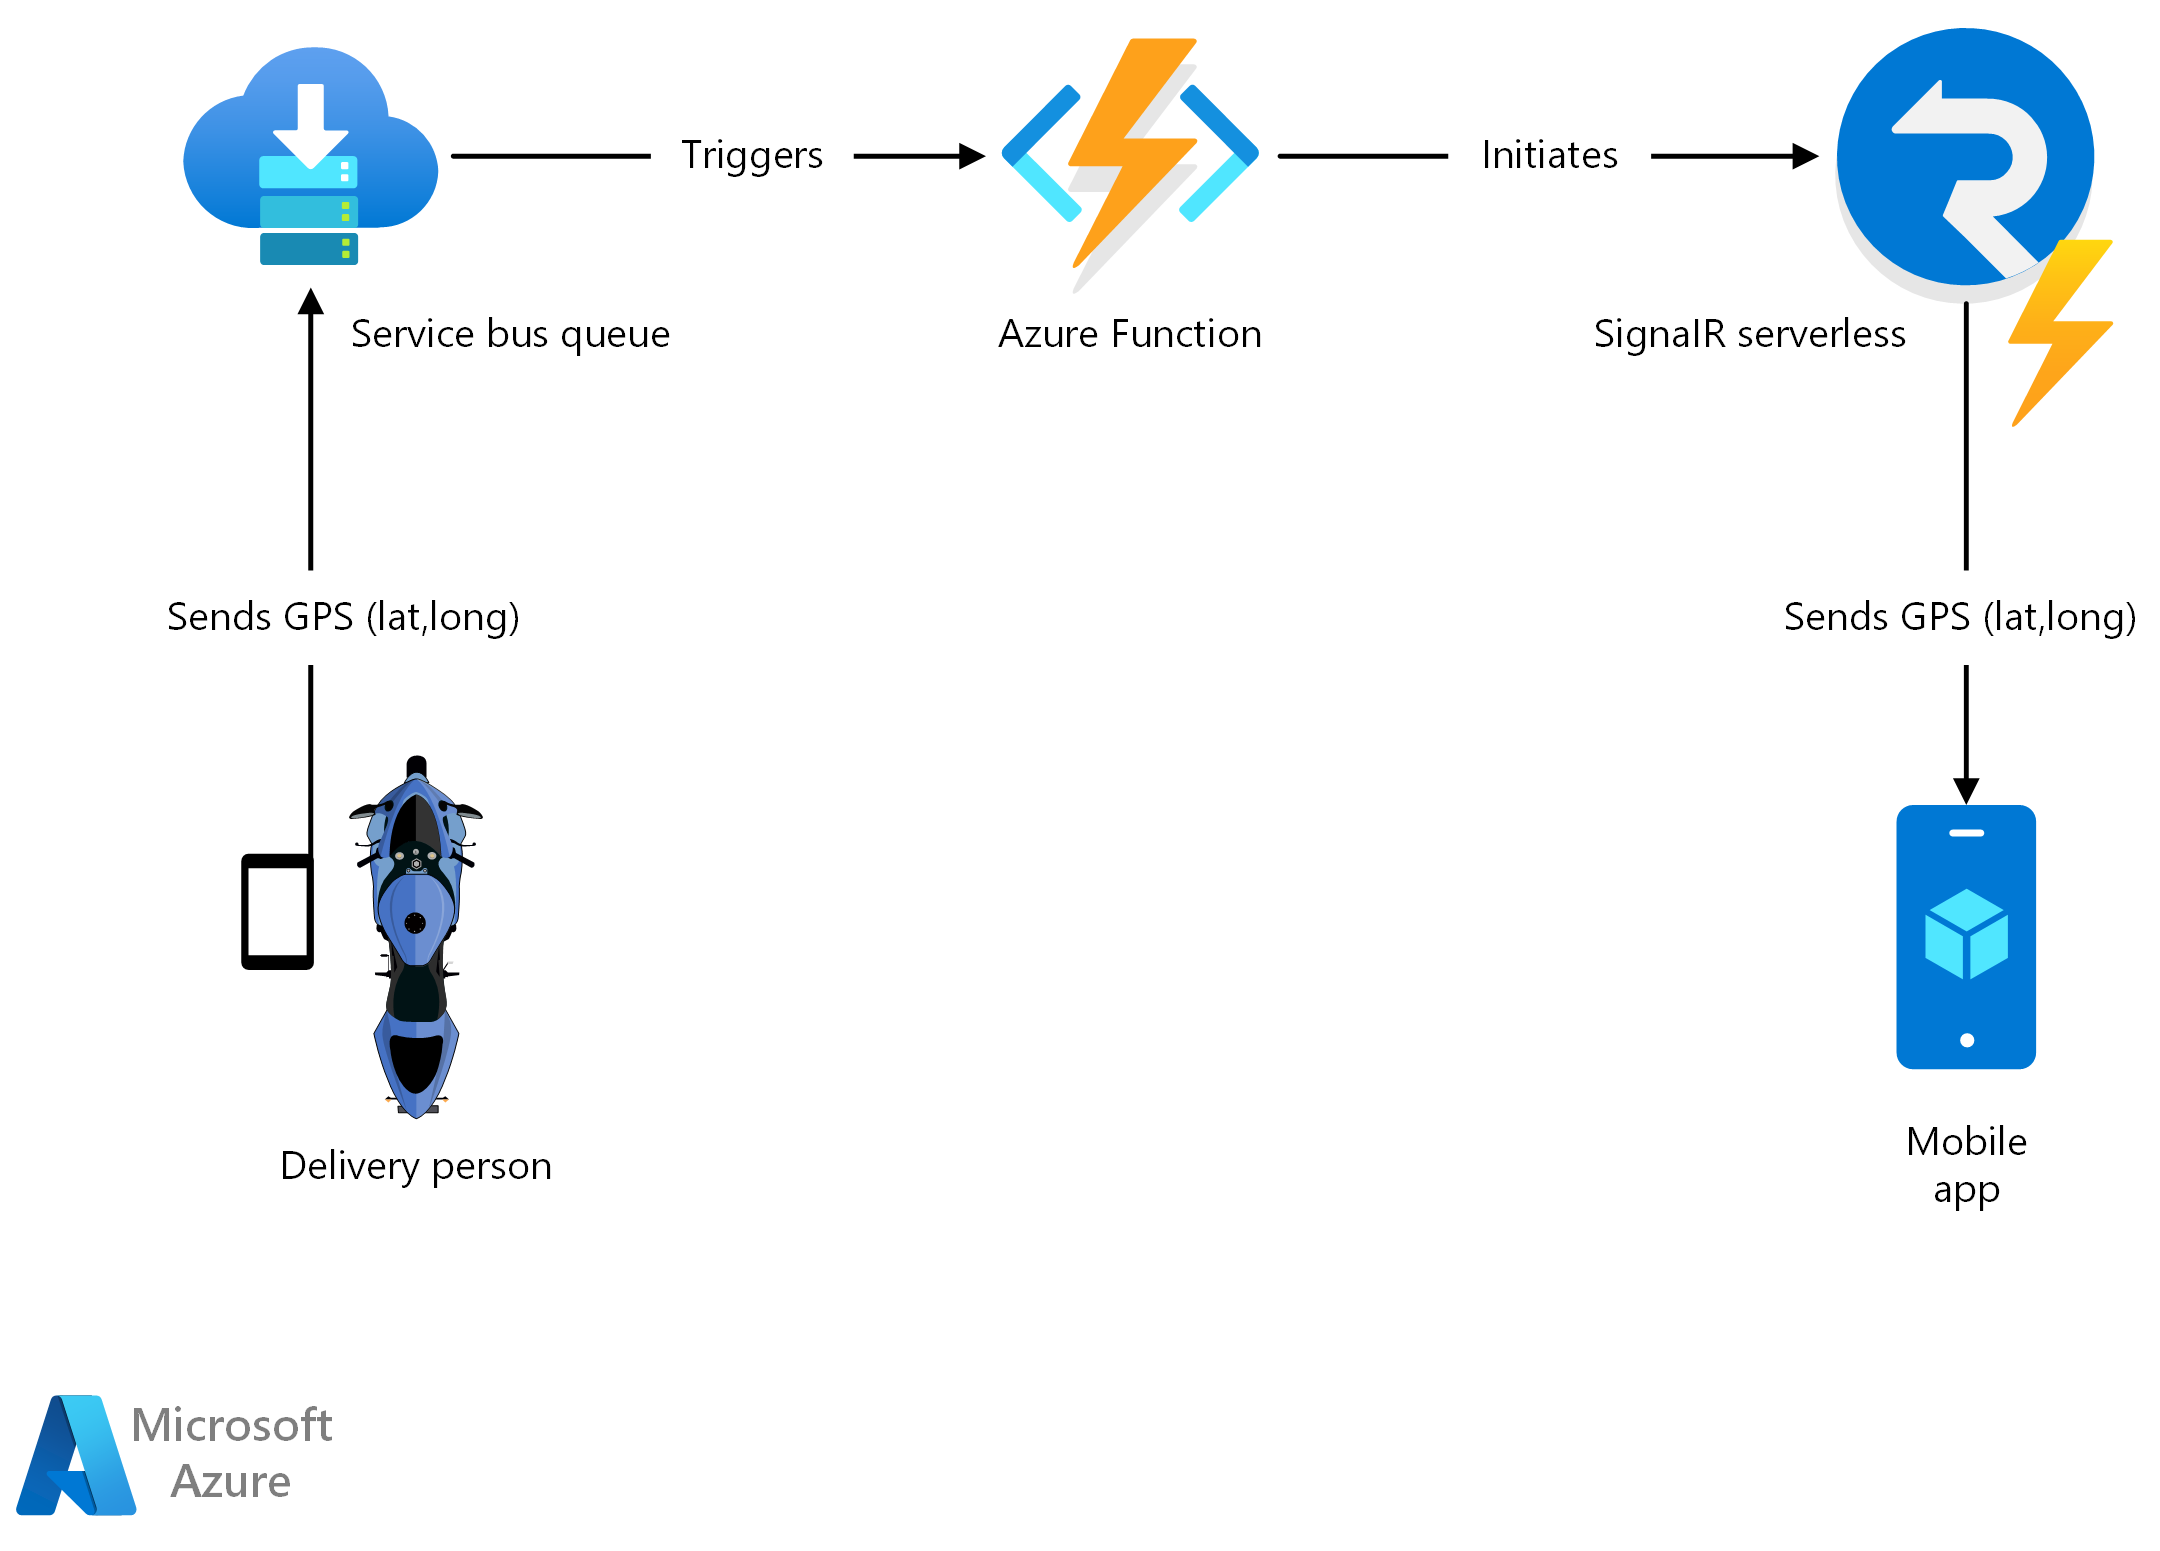 Triggers
Initiates
Service bus queue
Azure Function
SignalR serverless
Sends GPS (lat,long)
Sends GPS (lat,long)
Delivery person
Mobile
app
Microsoft
Azure